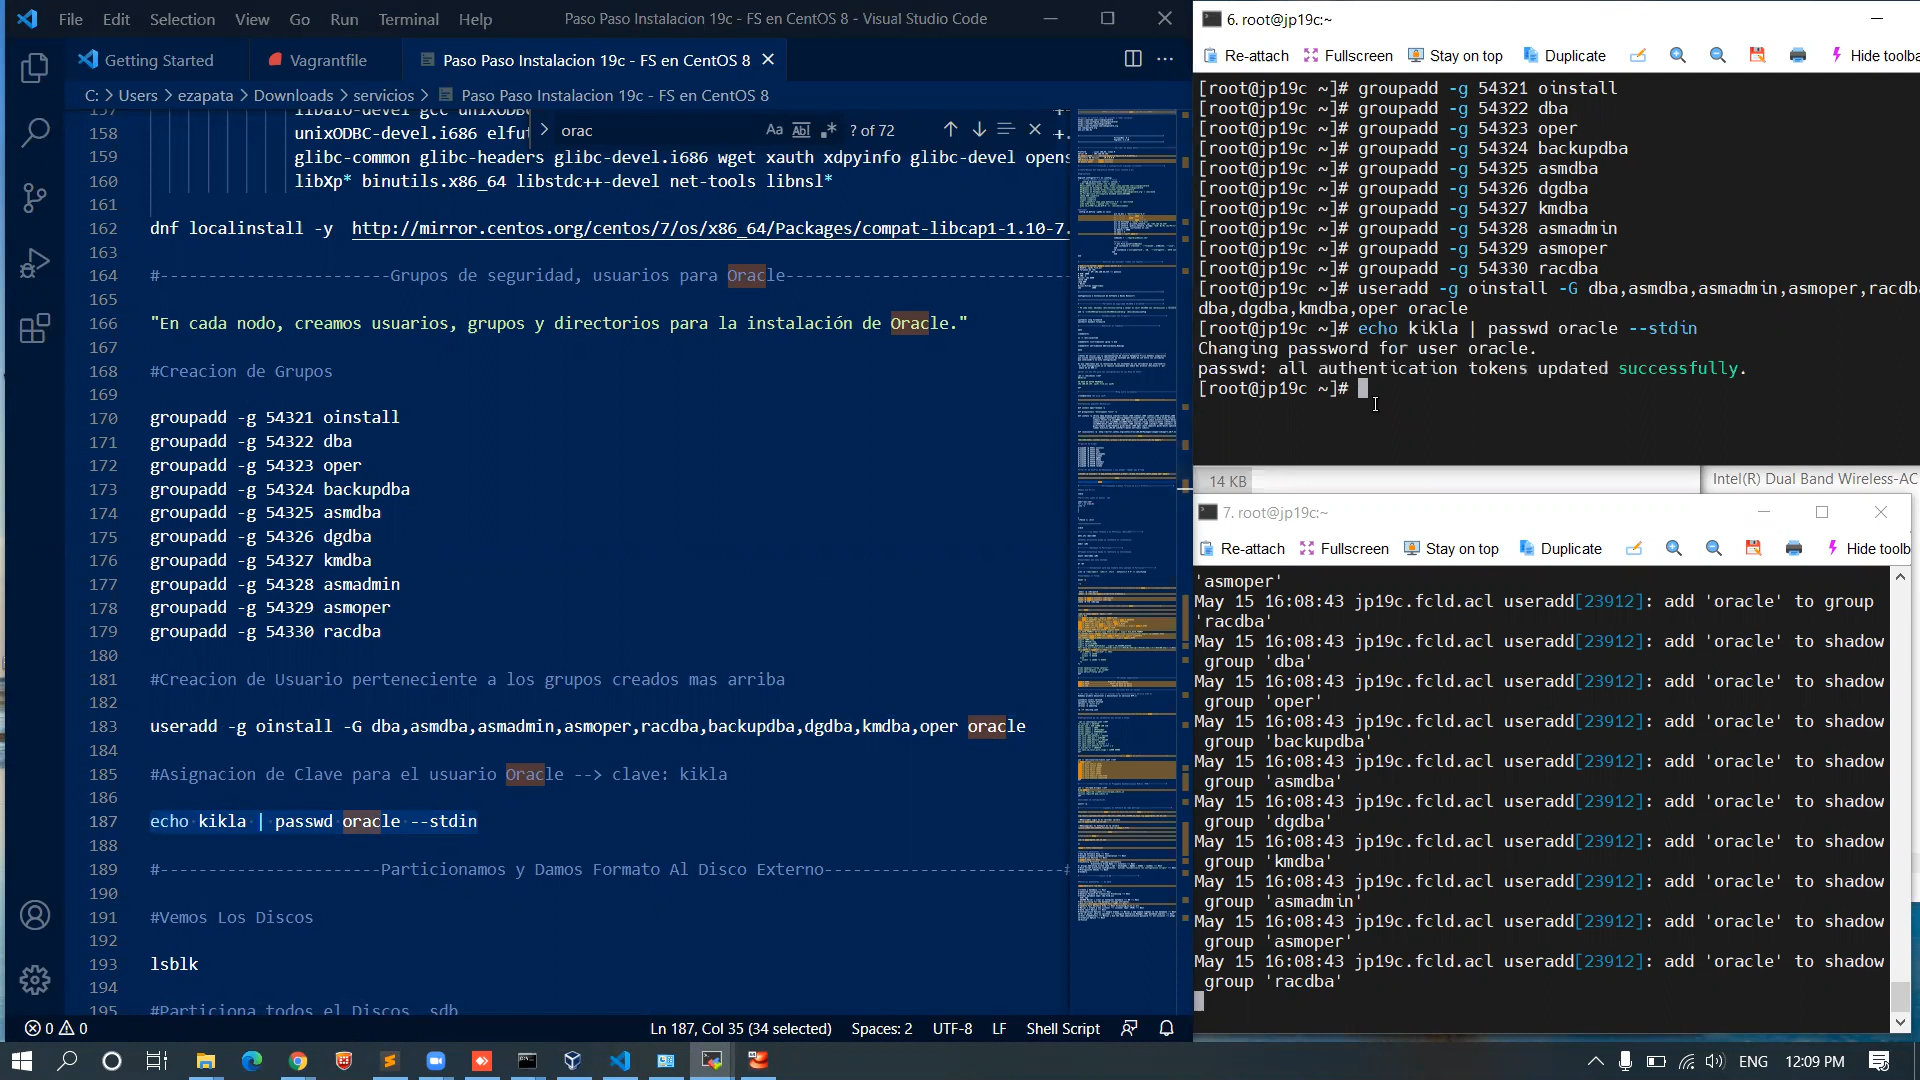 File Edit Selection View Go Run Terminal Help
Paso Paso Instalacion 19c - FS en CentOS 8 - Visual Studio Code
Getting Started
Vagrantfile
Paso Paso Instalacion 19c - FS en CentOS 8
C: > Users > ezapata > Downloads > servicios > Paso Paso Instalacion 19c - FS en CentOS 8
orac
Aa Abl .* ? of 72
158 unixODBC-devel.i686 elfut
159 glibc-common glibc-headers glibc-devel.i686 wget xauth xdpyinfo glibc-devel opens
160 libXp* binutils.x86_64 libstdc++-devel net-tools libnsl*
161
162 dnf localinstall -y http://mirror.centos.org/centos/7/os/x86_64/Packages/compat-libcap1-1.10-7.
163
164 #------------------------Grupos de seguridad, usuarios para Oracle------------------------------
165
166 "En cada nodo, creamos usuarios, grupos y directorios para la instalación de Oracle."
167
168 #Creacion de Grupos
169
170 groupadd -g 54321 oinstall
171 groupadd -g 54322 dba
172 groupadd -g 54323 oper
173 groupadd -g 54324 backupdba
174 groupadd -g 54325 asmdba
175 groupadd -g 54326 dgdba
176 groupadd -g 54327 kmdba
177 groupadd -g 54328 asmadmin
178 groupadd -g 54329 asmoper
179 groupadd -g 54330 racdba
180
181 #Creacion de Usuario perteneciente a los grupos creados mas arriba
182
183 useradd -g oinstall -G dba,asmdba,asmadmin,asmoper,racdba,backupdba,dgdba,kmdba,oper oracle
184
185 #Asignacion de Clave para el usuario Oracle --> clave: kikla
186
187 echo kikla | passwd oracle --stdin
188
189 #-----------------------Particionamos y Damos Formato Al Disco Externo-------------------------#
190
191 #Vemos Los Discos
192
193 lsblk
194
195 #Particiona todos el Discos sdb
0 0
Ln 187, Col 35 (34 selected) Spaces: 2 UTF-8 LF Shell Script
6. root@jp19c:~
Re-attach Fullscreen Stay on top Duplicate Hide toolba
[root@jp19c ~]# groupadd -g 54321 oinstall
[root@jp19c ~]# groupadd -g 54322 dba
[root@jp19c ~]# groupadd -g 54323 oper
[root@jp19c ~]# groupadd -g 54324 backupdba
[root@jp19c ~]# groupadd -g 54325 asmdba
[root@jp19c ~]# groupadd -g 54326 dgdba
[root@jp19c ~]# groupadd -g 54327 kmdba
[root@jp19c ~]# groupadd -g 54328 asmadmin
[root@jp19c ~]# groupadd -g 54329 asmoper
[root@jp19c ~]# groupadd -g 54330 racdba
[root@jp19c ~]# useradd -g oinstall -G dba,asmdba,asmadmin,asmoper,racdba
dba,dgdba,kmdba,oper oracle
[root@jp19c ~]# echo kikla | passwd oracle --stdin
Changing password for user oracle.
passwd: all authentication tokens updated successfully.
[root@jp19c ~]#
14 KB
Intel(R) Dual Band Wireless-AC
7. root@jp19c:~
Re-attach Fullscreen Stay on top Duplicate Hide toolb
'asmoper'
May 15 16:08:43 jp19c.fcld.acl useradd[23912]: add 'oracle' to group
'racdba'
May 15 16:08:43 jp19c.fcld.acl useradd[23912]: add 'oracle' to shadow
group 'dba'
May 15 16:08:43 jp19c.fcld.acl useradd[23912]: add 'oracle' to shadow
group 'oper'
May 15 16:08:43 jp19c.fcld.acl useradd[23912]: add 'oracle' to shadow
group 'backupdba'
May 15 16:08:43 jp19c.fcld.acl useradd[23912]: add 'oracle' to shadow
group 'asmdba'
May 15 16:08:43 jp19c.fcld.acl useradd[23912]: add 'oracle' to shadow
group 'dgdba'
May 15 16:08:43 jp19c.fcld.acl useradd[23912]: add 'oracle' to shadow
group 'kmdba'
May 15 16:08:43 jp19c.fcld.acl useradd[23912]: add 'oracle' to shadow
group 'asmadmin'
May 15 16:08:43 jp19c.fcld.acl useradd[23912]: add 'oracle' to shadow
group 'asmoper'
May 15 16:08:43 jp19c.fcld.acl useradd[23912]: add 'oracle' to shadow
group 'racdba'
ENG 12:09 PM